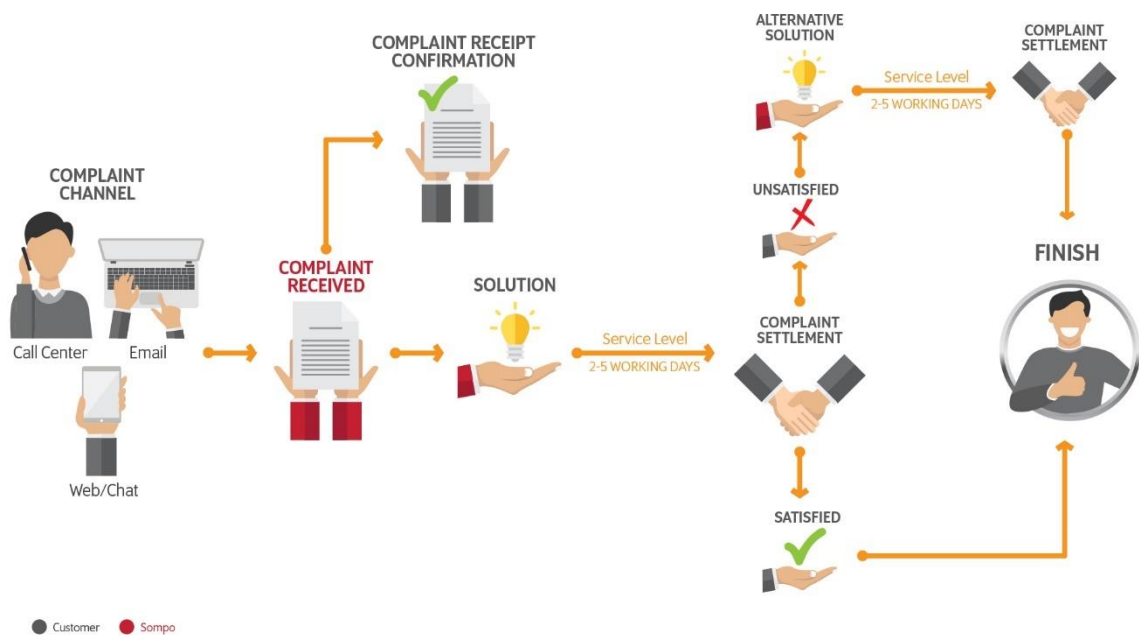 COMPLAINT
CHANNEL
Call Center
Email
Web/Chat
COMPLAINT
RECEIVED
COMPLAINT RECEIPT
CONFIRMATION
SOLUTION
Service Level
2-5 WORKING DAYS
COMPLAINT
SETTLEMENT
UNSATISFIED
ALTERNATIVE
SOLUTION
Service Level
2-5 WORKING DAYS
COMPLAINT
SETTLEMENT
SATISFIED
FINISH
Customer
Sompo